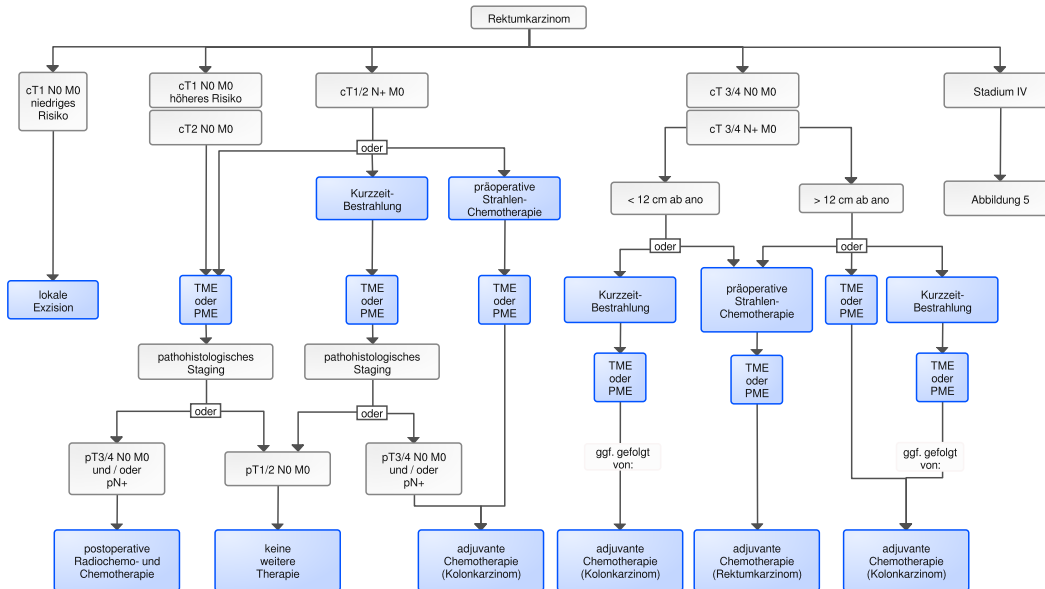 Rektumkarzinom
cT1 N0 M0
niedriges
Risiko
cT1 N0 M0
höheres Risiko
cT2 N0 M0
cT1/2 N+ M0
cT 3/4 N0 M0
cT 3/4 N+ M0
Stadium IV
oder
Kurzzeit-
Bestrahlung
präoperative
Strahlen-
Chemotherapie
< 12 cm ab ano
> 12 cm ab ano
Abbildung 5
oder
oder
lokale
Exzision
TME
oder
PME
TME
oder
PME
TME
oder
PME
Kurzzeit-
Bestrahlung
präoperative
Strahlen-
Chemotherapie
TME
oder
PME
Kurzzeit-
Bestrahlung
pathohistologisches
Staging
pathohistologisches
Staging
TME
oder
PME
TME
oder
PME
TME
oder
PME
oder
oder
pT3/4 N0 M0
und / oder
pN+
pT1/2 N0 M0
pT3/4 N0 M0
und / oder
pN+
ggf. gefolgt
von:
ggf. gefolgt
von:
postoperative
Radiochemo- und
Chemotherapie
keine
weitere
Therapie
adjuvante
Chemotherapie
(Kolonkarzinom)
adjuvante
Chemotherapie
(Kolonkarzinom)
adjuvante
Chemotherapie
(Rektumkarzinom)
adjuvante
Chemotherapie
(Kolonkarzinom)